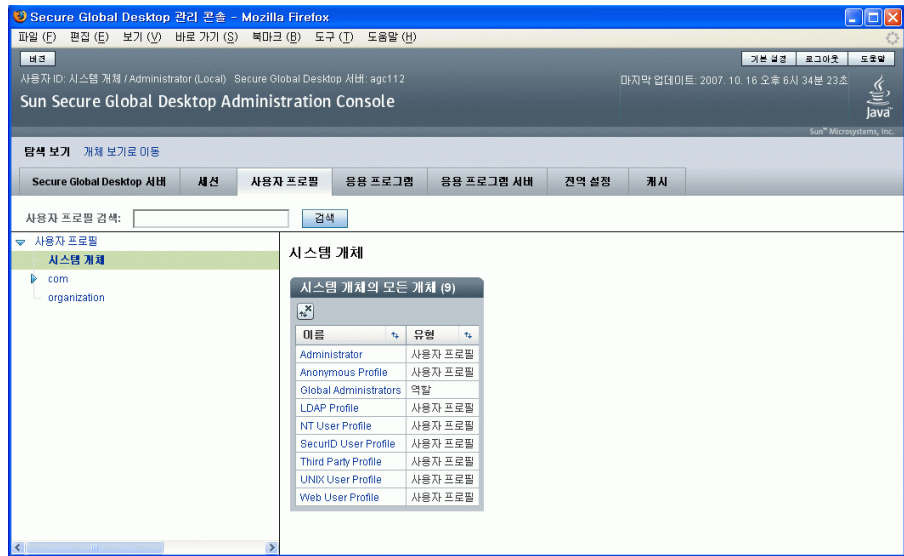 Secure Global Desktop 관리 콘솔 - Mozilla Firefox
파일 (F) 편집 (E) 보기 (V) 바로 가기 (S) 북마크 (B) 도구 (T) 도움말 (H)
버전 기본 설정 로그아웃 도움말
사용자 ID: 시스템 개체 / Administrator (Local) Secure Global Desktop 서버: agc112 마지막 업데이트: 2007. 10. 16 오후 6시 34분 23초
Sun Secure Global Desktop Administration Console
Java™
Sun™ Microsystems, Inc.
탐색 보기 개체 보기로 이동
Secure Global Desktop 서버 세션 사용자 프로필 응용 프로그램 응용 프로그램 서버 전역 설정 캐시
사용자 프로필 검색: 검색
사용자 프로필
시스템 개체
com
organization
시스템 개체
시스템 개체의 모든 개체 (9)
이름 유형
Administrator 사용자 프로필
Anonymous Profile 사용자 프로필
Global Administrators 역할
LDAP Profile 사용자 프로필
NT User Profile 사용자 프로필
SecurID User Profile 사용자 프로필
Third Party Profile 사용자 프로필
UNIX User Profile 사용자 프로필
Web User Profile 사용자 프로필